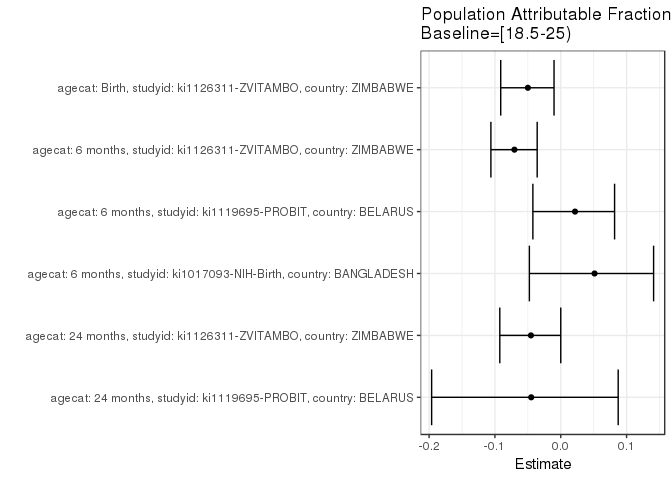 Population Attributable Fraction
Baseline=[18.5-25)
agecat: Birth, studyid: ki1126311-ZVITAMBO, country: ZIMBABWE
agecat: 6 months, studyid: ki1126311-ZVITAMBO, country: ZIMBABWE
agecat: 6 months, studyid: ki1119695-PROBIT, country: BELARUS
agecat: 6 months, studyid: ki1017093-NIH-Birth, country: BANGLADESH
agecat: 24 months, studyid: ki1126311-ZVITAMBO, country: ZIMBABWE
agecat: 24 months, studyid: ki1119695-PROBIT, country: BELARUS
-0.2 -0.1 0.0 0.1
Estimate